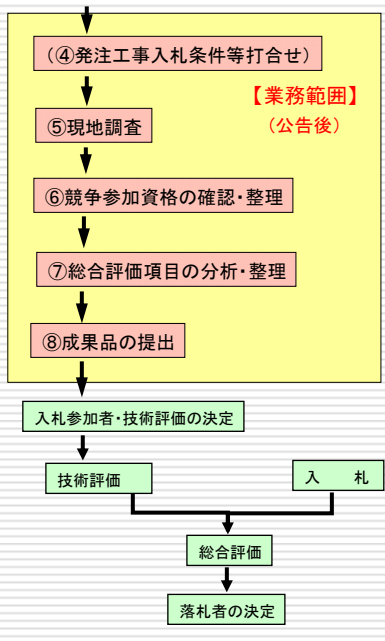 (④発注工事入札条件等打合せ)
【業務範囲】
(公告後)
⑤現地調査
⑥競争参加資格の確認・整理
⑦総合評価項目の分析・整理
⑧成果品の提出
入札参加者・技術評価の決定
技術評価
入　札
総合評価
落札者の決定